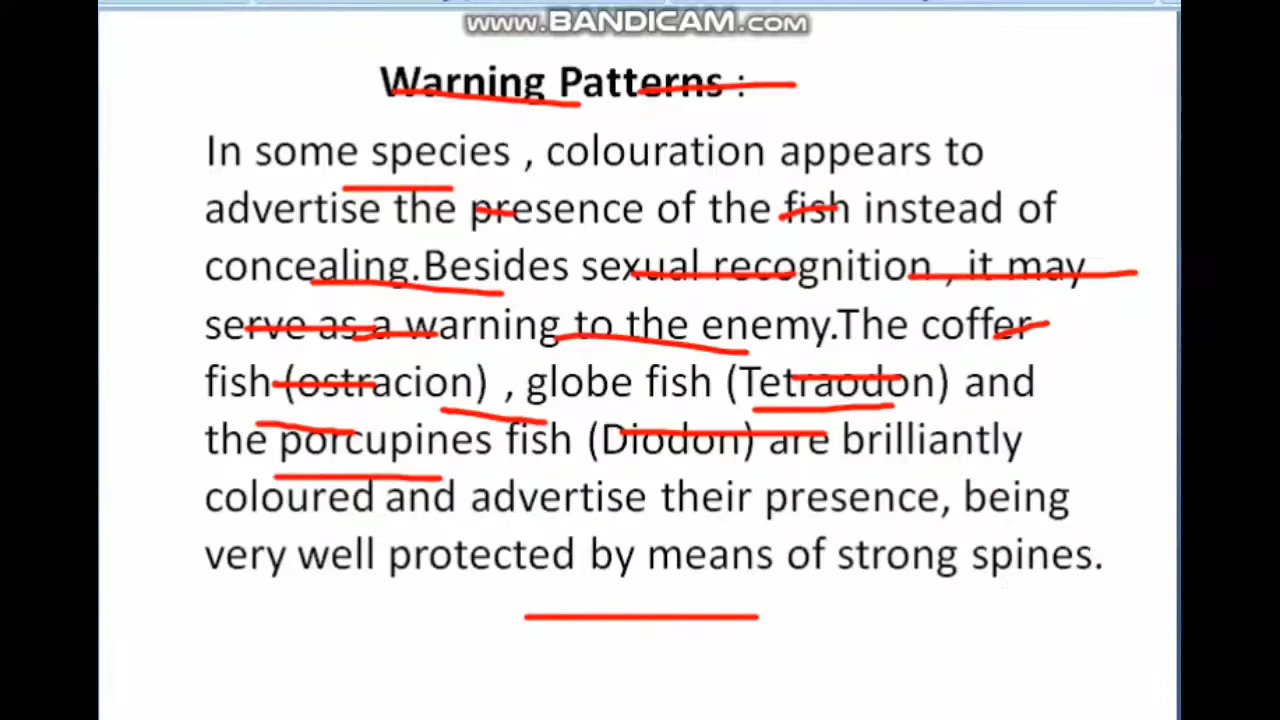 www.BANDICAM.com
Warning Patterns :
In some species , colouration appears to
advertise the presence of the fish instead of
concealing.Besides sexual recognition , it may
serve as a warning to the enemy.The coffer
fish (ostracion) , globe fish (Tetraodon) and
the porcupines fish (Diodon) are brilliantly
coloured and advertise their presence, being
very well protected by means of strong spines.